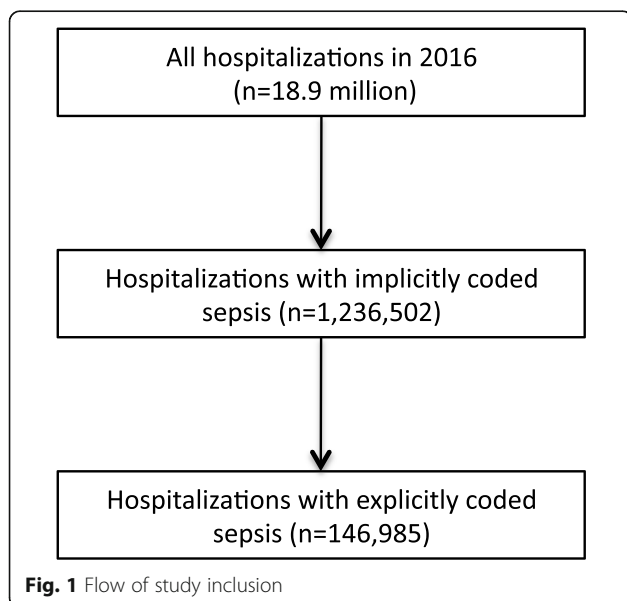 All hospitalizations in 2016
(n=18.9 million)
Hospitalizations with implicitly coded
sepsis (n=1,236,502)
Hospitalizations with explicitly coded
sepsis (n=146,985)
Fig. 1 Flow of study inclusion